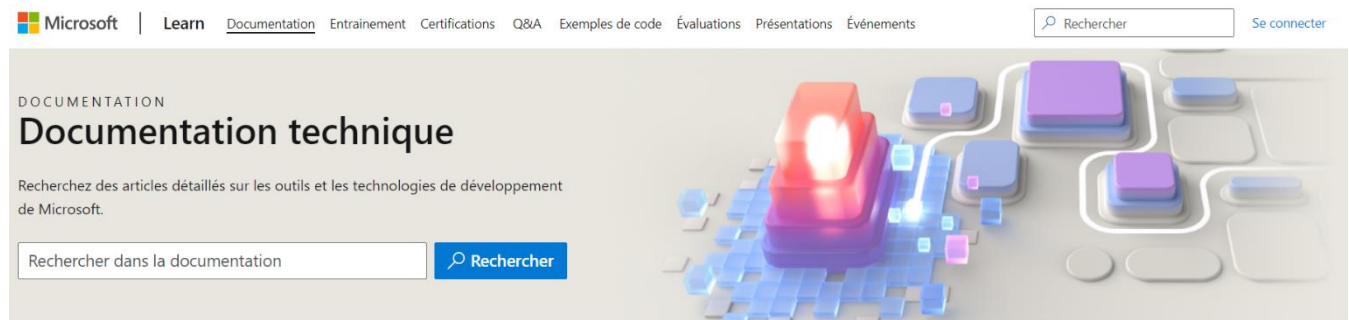 Microsoft | Learn Documentation Entrainement Certifications Q&A Exemples de code Évaluations Présentations Événements Rechercher Se connecter
DOCUMENTATION
Documentation technique
Recherchez des articles détaillés sur les outils et les technologies de développement
de Microsoft.
Rechercher dans la documentation Rechercher